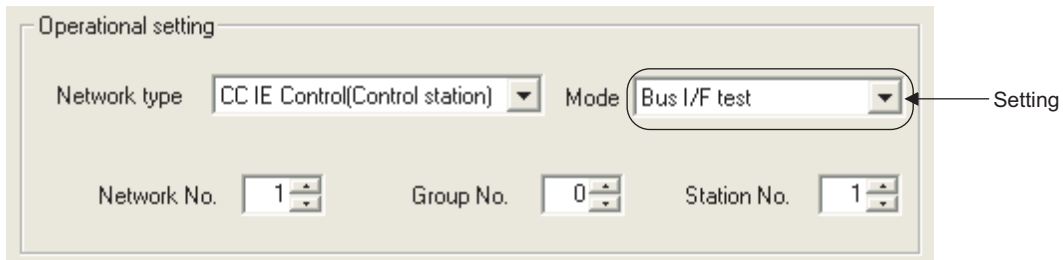 Operational setting
Network type CC IE Control(Control station) Mode Bus I/F test Setting
Network No. 1 Group No. 0 Station No. 1